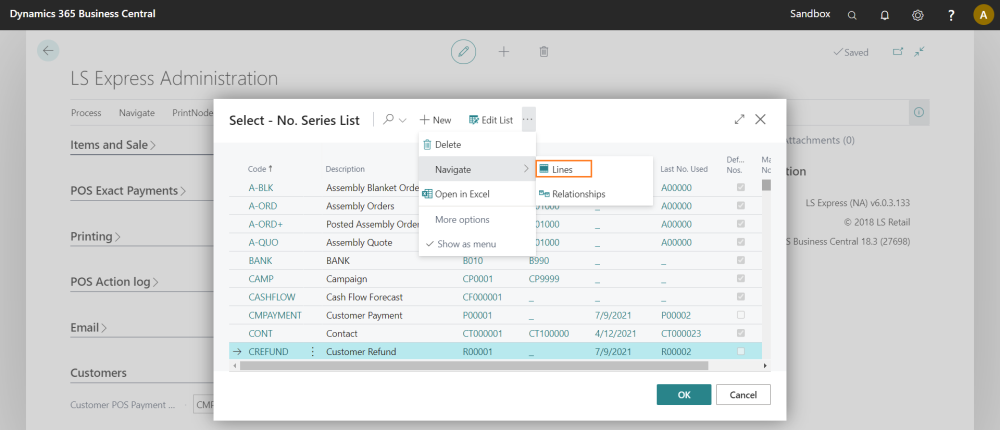 Dynamics 365 Business Central
Sandbox
?
A
Saved
LS Express Administration
Process Navigate PrintNode
Attachments (0)
Items and Sale
POS Exact Payments
Printing
POS Action log
Email
Customers
Customer POS Payment ...
LS Express (NA) v6.0.3.133
© 2018 LS Retail
S Business Central 18.3 (27698)
Select - No. Series List
New
Edit List
...
Delete
Navigate
Open in Excel
More options
Show as menu
Lines
Relationships
Code ↑ Description Last No. Used Def... Nos.
A-BLK Assembly Blanket Orde A00000
A-ORD Assembly Orders 01000 _ A00000
A-ORD+ Posted Assembly Order 01000 _ A00000
A-QUO Assembly Quote 01000 _ A00000
BANK BANK B010 B990 _ _
CAMP Campaign CP0001 CP9999 _ _
CASHFLOW Cash Flow Forecast CF000001 _ _ _
CMPAYMENT Customer Payment P00001 _ 7/9/2021 P00002
CONT Contact CT000001 CT100000 4/12/2021 CT000023
CREFUND Customer Refund R00001 _ 7/9/2021 R00002
OK
Cancel